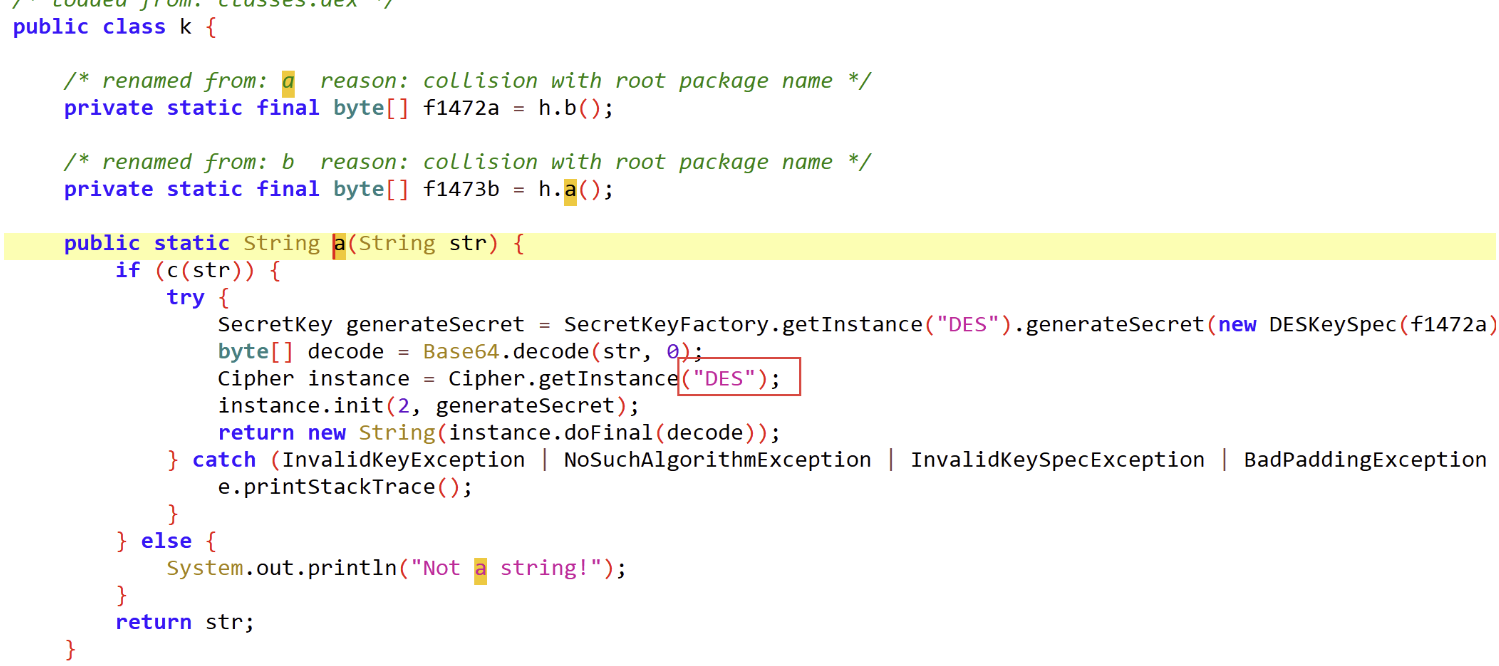 /* loaded from: classes.dex */
public class k {
/* renamed from: a  reason: collision with root package name */
private static final byte[] f1472a = h.b();
/* renamed from: b  reason: collision with root package name */
private static final byte[] f1473b = h.a();
public static String a(String str) {
if (c(str)) {
try {
SecretKey generateSecret = SecretKeyFactory.getInstance("DES").generateSecret(new DESKeySpec(f1472a)
byte[] decode = Base64.decode(str, 0);
Cipher instance = Cipher.getInstance("DES");
instance.init(2, generateSecret);
return new String(instance.doFinal(decode));
} catch (InvalidKeyException | NoSuchAlgorithmException | InvalidKeySpecException | BadPaddingException
e.printStackTrace();
}
} else {
System.out.println("Not a string!");
}
return str;
}